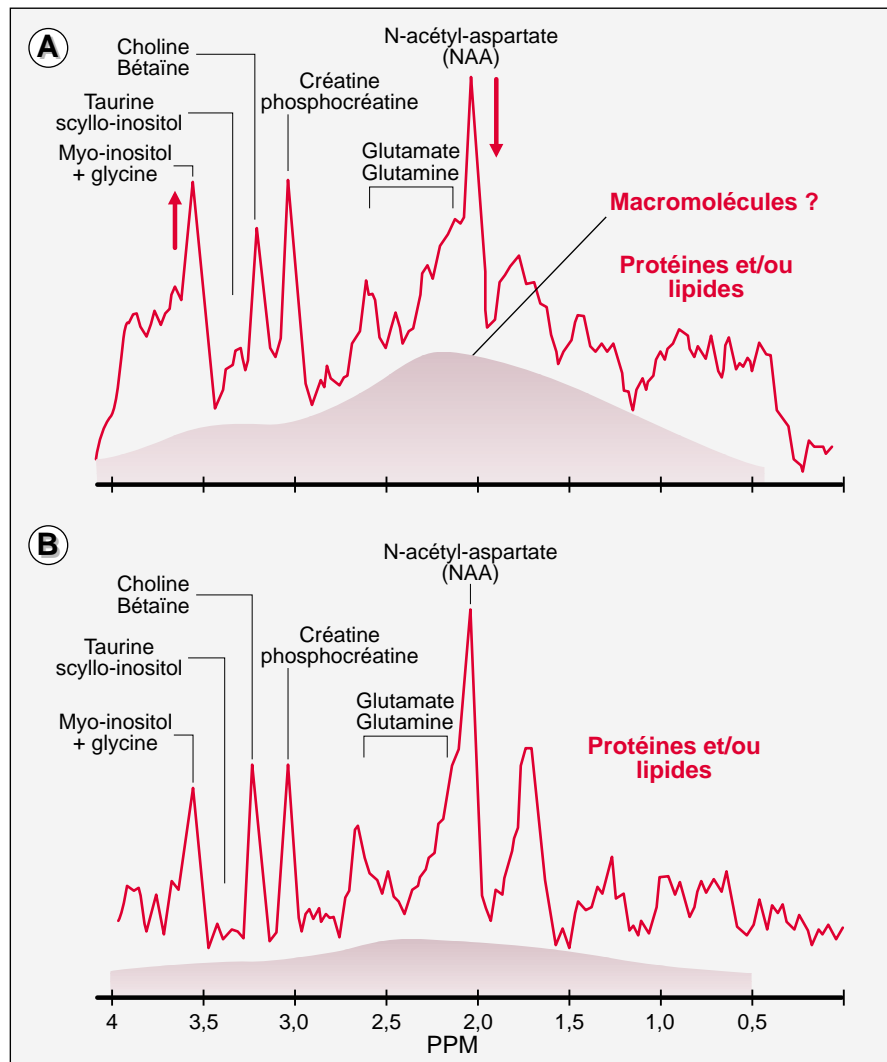 A
Choline
Bétaïne
Taurine
scyllo-inositol
Myo-inositol
+ glycine
Créatine
phosphocréatine
N-acétyl-aspartate
(NAA)
Glutamate
Glutamine
Macromolécules ?
Protéines et/ou
lipides
B
Choline
Bétaïne
Taurine
scyllo-inositol
Myo-inositol
+ glycine
Créatine
phosphocréatine
N-acétyl-aspartate
(NAA)
Glutamate
Glutamine
Protéines et/ou
lipides
4 3,5 3,0 2,5 2,0 1,5 1,0 0,5
PPM